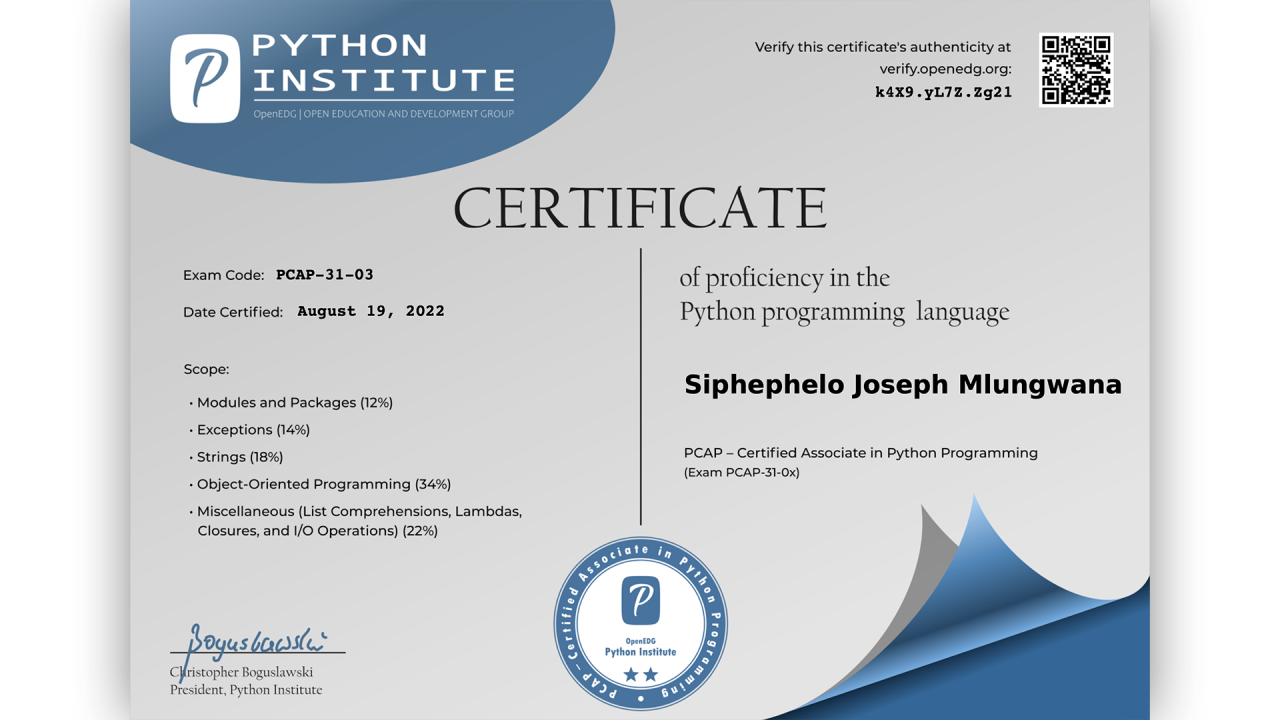 PYTHON
INSTITUTE
OpenEDG | OPEN EDUCATION AND DEVELOPMENT GROUP
Verify this certificate's authenticity at
verify.openedg.org:
k4X9.yL7Z.Zg21
CERTIFICATE
Exam Code: PCAP-31-03
Date Certified: August 19, 2022
Scope:
• Modules and Packages (12%)
• Exceptions (14%)
• Strings (18%)
• Object-Oriented Programming (34%)
• Miscellaneous (List Comprehensions, Lambdas,
Closures, and I/O Operations) (22%)
of proficiency in the
Python programming language
Siphephelo Joseph Mlungwana
PCAP – Certified Associate in Python Programming
(Exam PCAP-31-0x)
Boguslawski
Christopher Boguslawski
President, Python Institute
PCAP–Certified Associate in Python Programming
OpenEDG
Python Institute